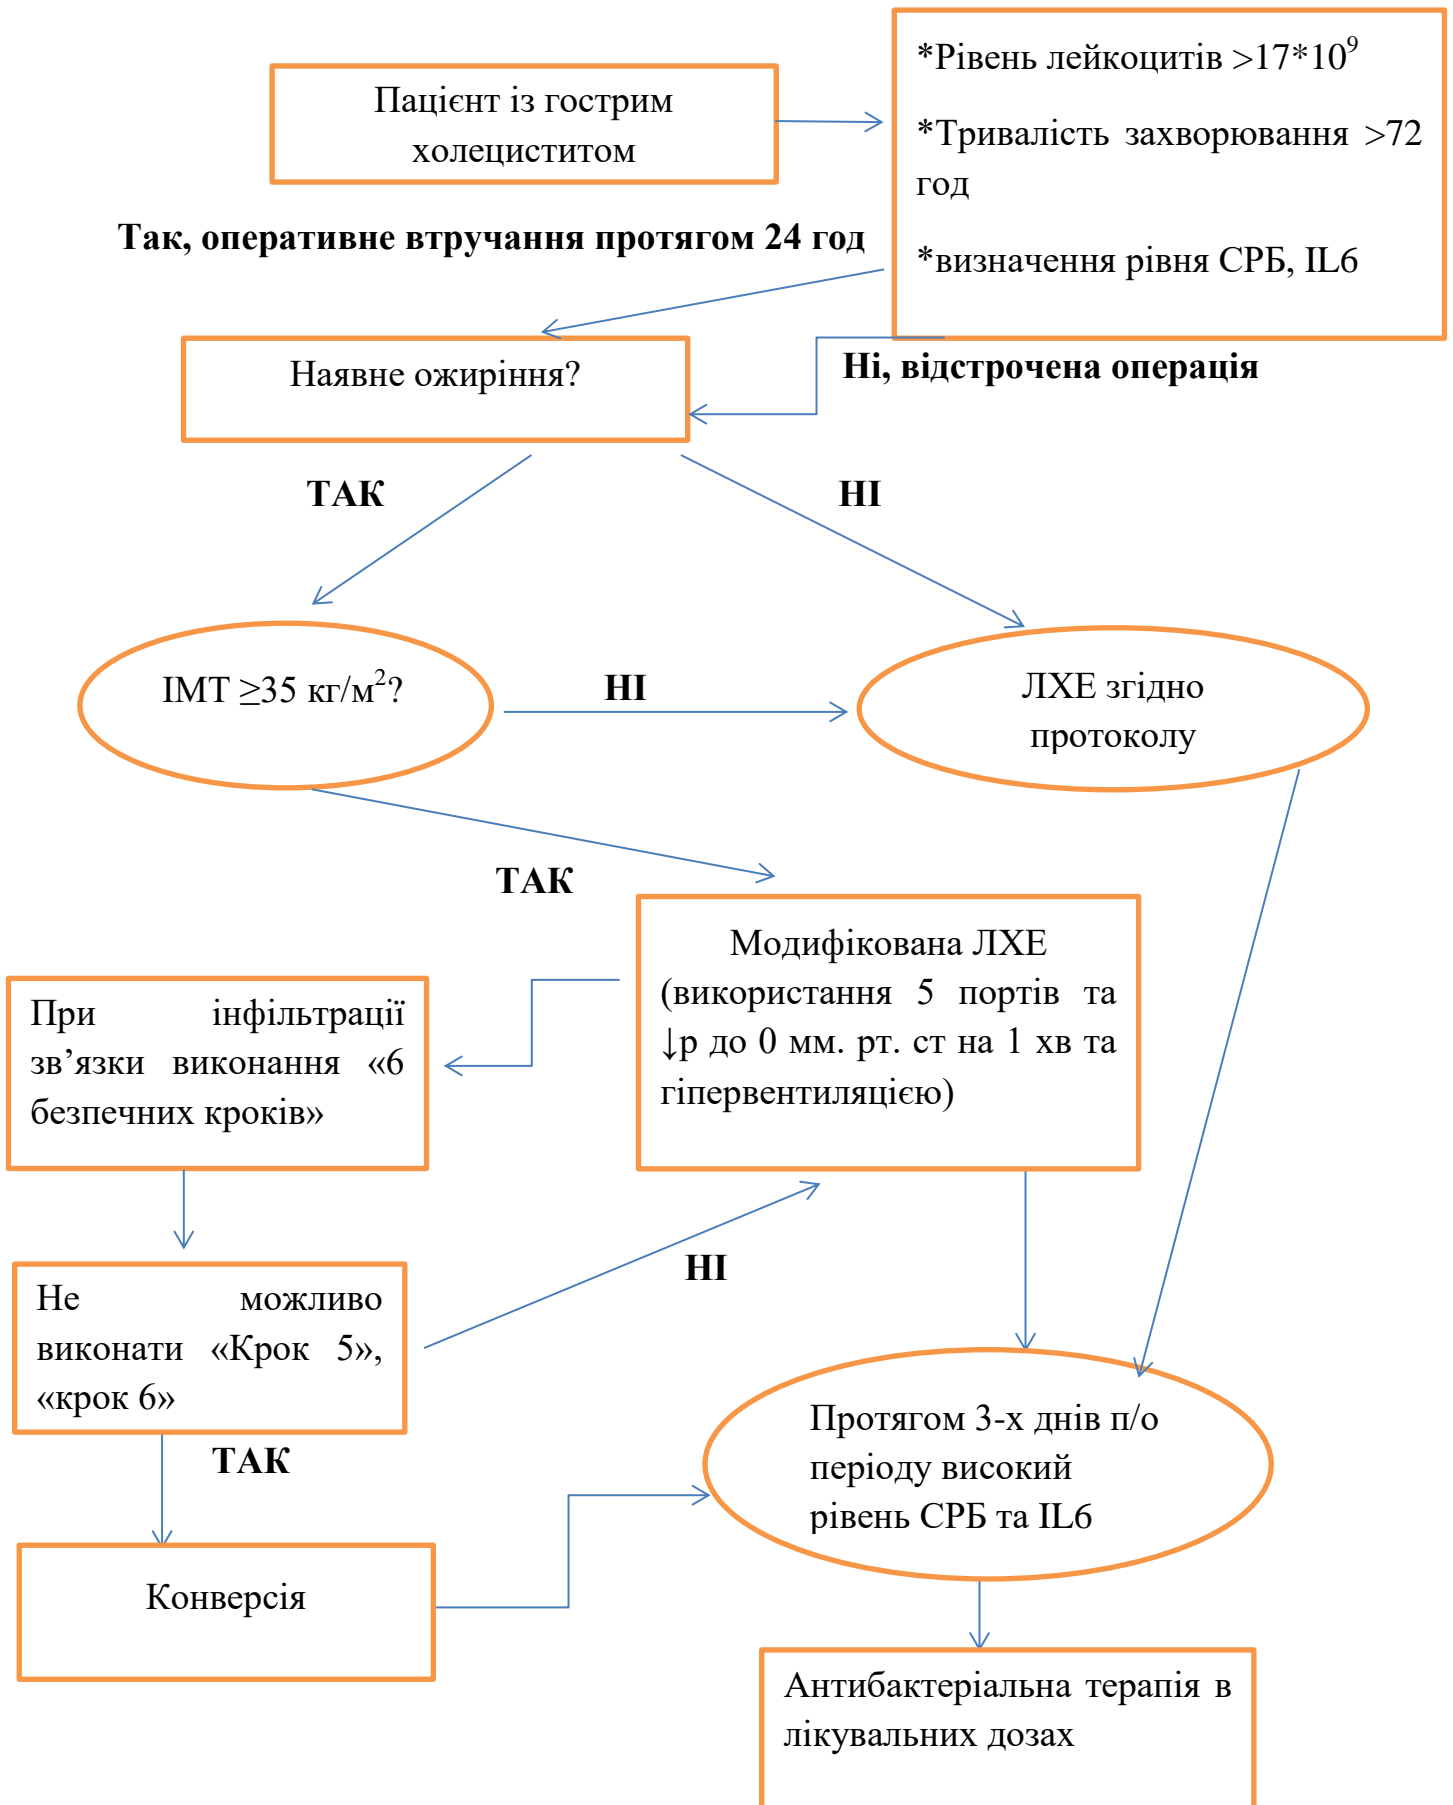 Пацієнт із гострим
холециститом
*Рівень лейкоцитів >17*10⁹
*Тривалість захворювання >72
год
*визначення рівня СРБ, IL6
Так, оперативне втручання протягом 24 год
Ні, відстрочена операція
Наявне ожиріння?
ТАК
НІ
ІМТ ≥35 кг/м²?
НІ
ЛХЕ згідно
протоколу
ТАК
Модифікована ЛХЕ
(використання 5 портів та
↓р до 0 мм. рт. ст на 1 хв та
гіпервентиляцією)
При інфільтрації
зв’язки виконання «6
безпечних кроків»
НІ
Не можливо
виконати «Крок 5»,
«крок 6»
ТАК
Протягом 3-х днів п/о
періоду високий
рівень СРБ та IL6
Конверсія
Антибактеріальна терапія в
лікувальних дозах